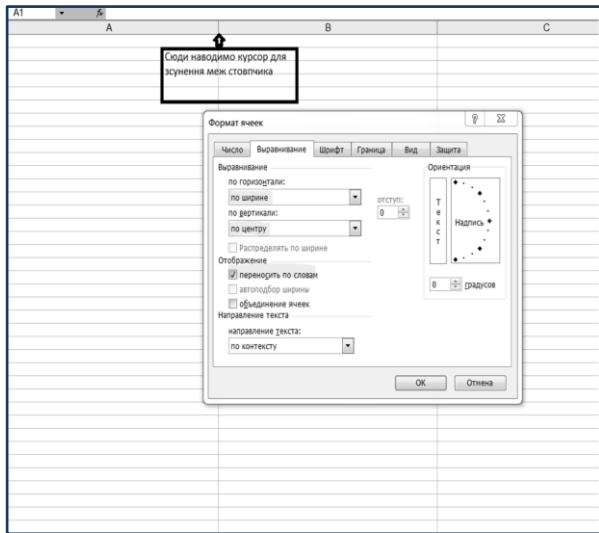 A1 fx
A B C
Сюди наводимо курсор для
зсунення меж стовпчика
Формат ячеек
Число Выравнивание Шрифт Граница Вид Защита
Выравнивание
по горизонтали:
по ширине
отступ:
0
по вертикали:
по центру
Распределять по ширине
Отображение
переносить по словам
автоподбор ширины
объединение ячеек
Направление текста
направление текста:
по контексту
Ориентация
Текст
Надпись
0 градусов
ОК Отмена